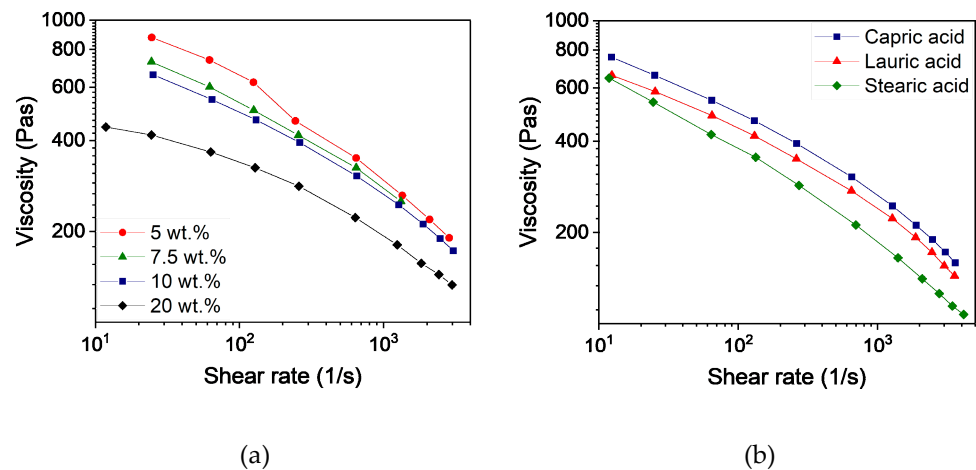 1000
800
600
400
200
Viscosity (Pas)
5 wt.%
7.5 wt.%
10 wt.%
20 wt.%
10¹ 10² 10³
Shear rate (1/s)
(a)
1000
800
600
400
200
Viscosity (Pas)
Capric acid
Lauric acid
Stearic acid
10¹ 10² 10³
Shear rate (1/s)
(b)